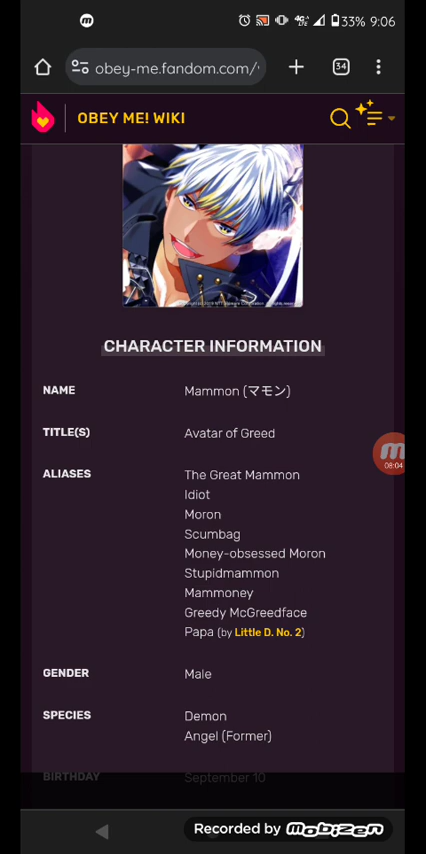 33% 9:06
obey-me.fandom.com/
34
OBEY ME! WIKI
CHARACTER INFORMATION
NAME Mammon (マモン)
TITLE(S) Avatar of Greed
ALIASES The Great Mammon
Idiot
Moron
Scumbag
Money-obsessed Moron
Stupidmammon
Mammoney
Greedy McGreedface
Papa (by Little D. No. 2)
08:04
GENDER Male
SPECIES Demon
Angel (Former)
BIRTHDAY September 10
Recorded by mobizen